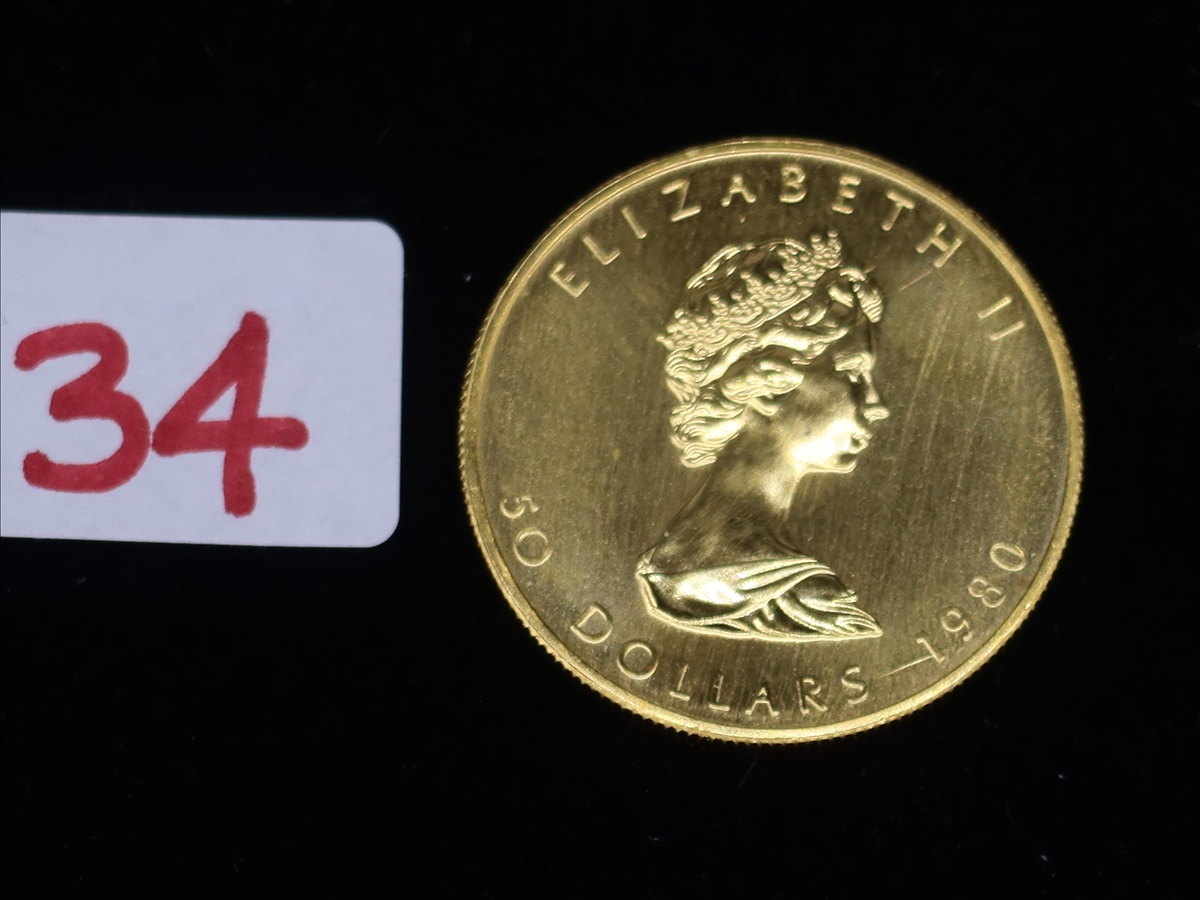 34
ELIZABETH II
50 DOLLARS 1980